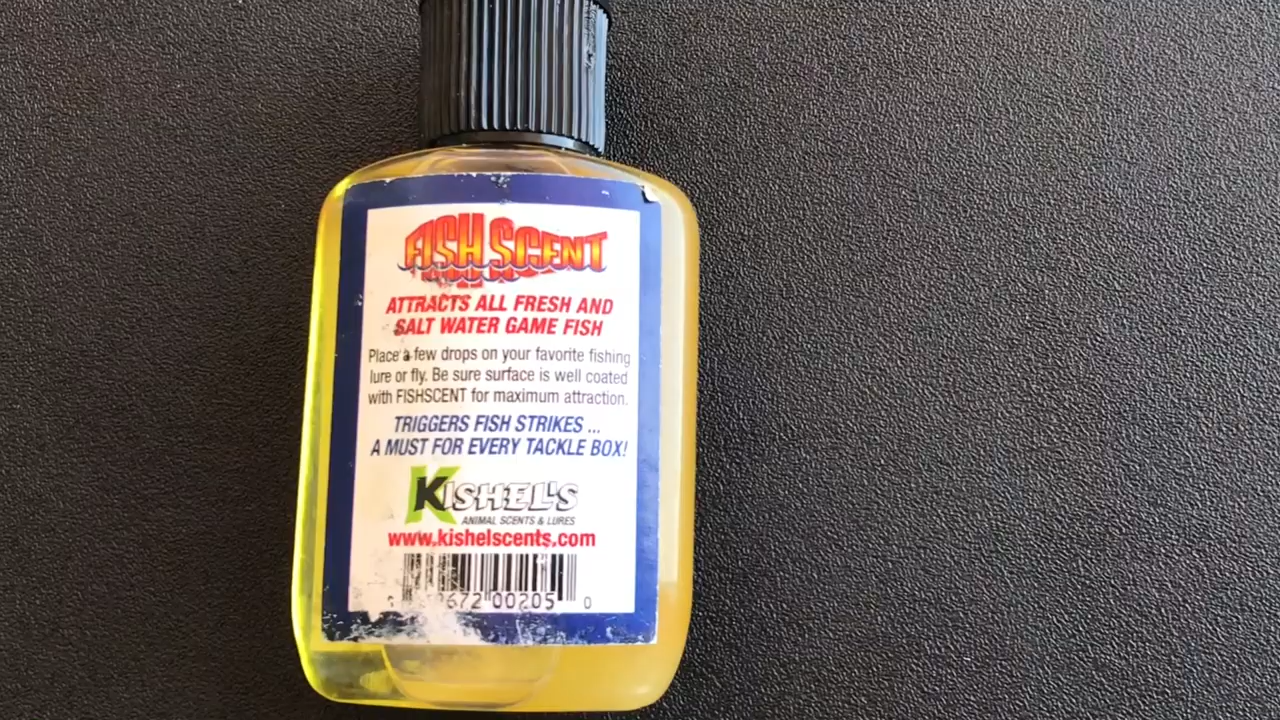 FISH SCENT
ATTRACTS ALL FRESH AND
SALT WATER GAME FISH
Place a few drops on your favorite fishing
lure or fly. Be sure surface is well coated
with FISHSCENT for maximum attraction.
TRIGGERS FISH STRIKES ...
A MUST FOR EVERY TACKLE BOX!
KISHEL'S
ANIMAL SCENTS & LURES
www.kishelscents.com
672 00205 0